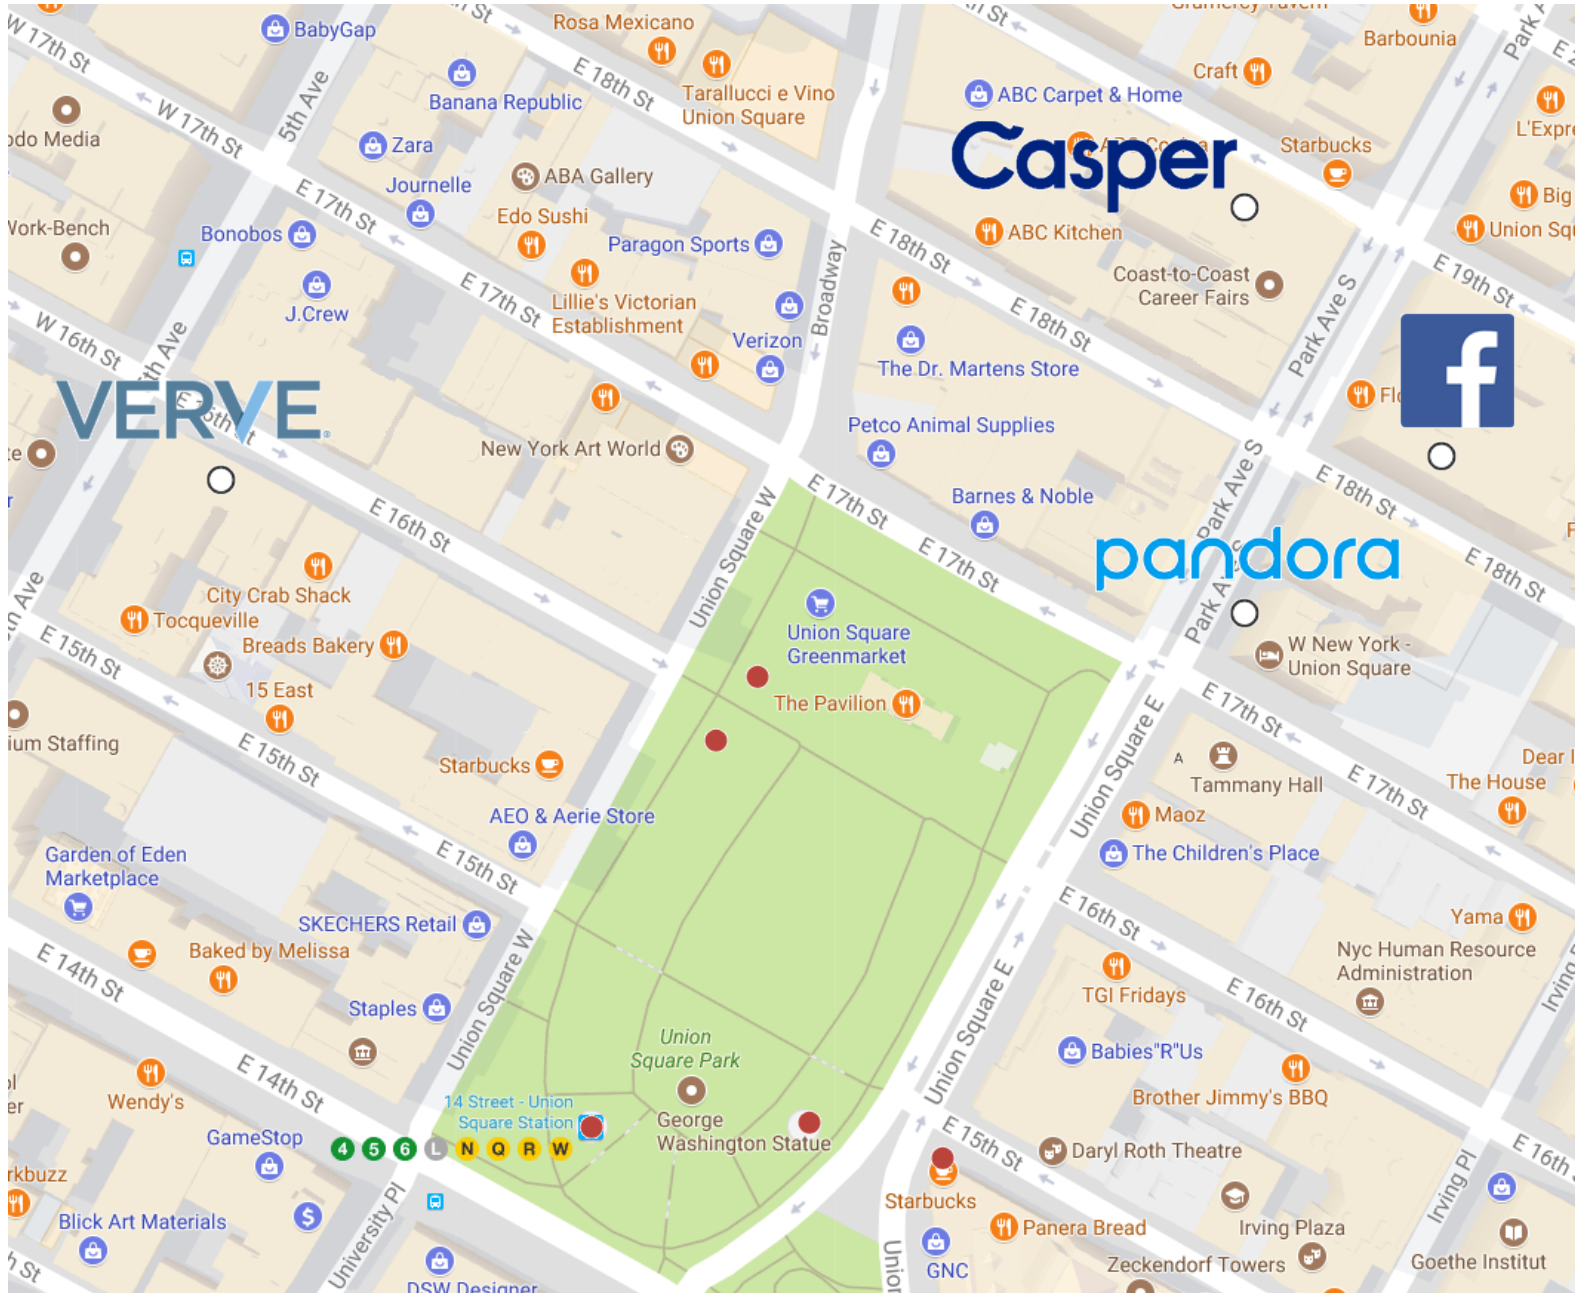 BabyGap
Rosa Mexicano
Barbounia
W 17th St
5th Ave
Banana Republic
E 18th St
Tarallucci e Vino
Union Square
Craft
ABC Carpet & Home
Park A
W 17th St
odo Media
Zara
Casper
Starbucks
L'Expre
Journelle
ABA Gallery
E 17th St
Edo Sushi
Big
Work-Bench
Bonobos
Paragon Sports
E 18th St
ABC Kitchen
Union Squ
J.Crew
E 17th St
Lillie's Victorian
Establishment
Broadway
Coast-to-Coast
Career Fairs
E 19th St
W 16th St
Verizon
E 18th St
Park Ave S
The Dr. Martens Store
f
VERVE
Flo
New York Art World
Petco Animal Supplies
Park Ave S
E 18th St
E 16th St
Union Square W
E 17th St
Barnes & Noble
E 17th St
pandora
E 18th St
City Crab Shack
Tocqueville
Breads Bakery
Union Square
Greenmarket
W New York -
Union Square
E 15th St
15 East
The Pavilion
E 17th St
ium Staffing
E 15th St
Starbucks
Union Square E
A
Tammany Hall
E 17th St
Dear
The House
AEO & Aerie Store
Maoz
The Children's Place
Garden of Eden
Marketplace
E 15th St
SKECHERS Retail
E 16th St
Yama
Baked by Melissa
E 14th St
Union Square W
Nyc Human Resource
Administration
TGI Fridays
E 16th St
Staples
Union
Square Park
Union Square E
Babies"R"Us
Wendy's
E 14th St
14 Street - Union
Square Station
George
Washington Statue
Brother Jimmy's BBQ
GameStop
4 5 6 L N Q R W
E 15th St
Daryl Roth Theatre
E 16th
rkbuzz
Starbucks
Irving Pl
Blick Art Materials
University Pl
Panera Bread
Irving Plaza
GNC
Zeckendorf Towers
Goethe Institut
DSW Designer
Union